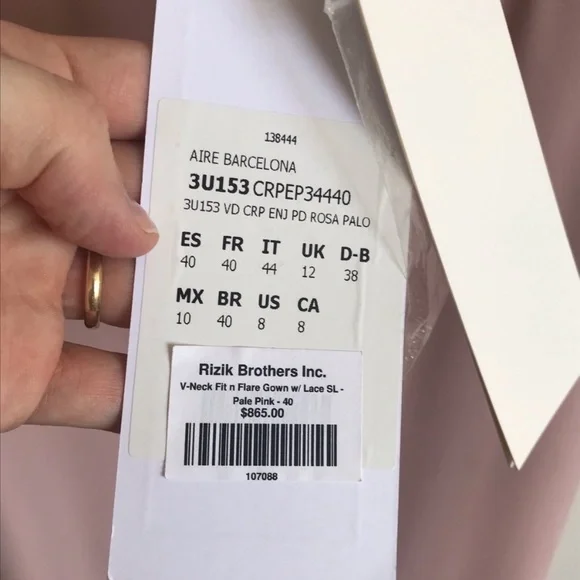 138444
AIRE BARCELONA
3U153 CRPEP34440
3U153 VD CRP ENJ PD ROSA PALO
ES FR IT UK D-B
40 40 44 12 38
MX BR US CA
10 40 8 8
Rizik Brothers Inc.
V-Neck Fit n Flare Gown w/ Lace SL -
Pale Pink - 40
$865.00
107088